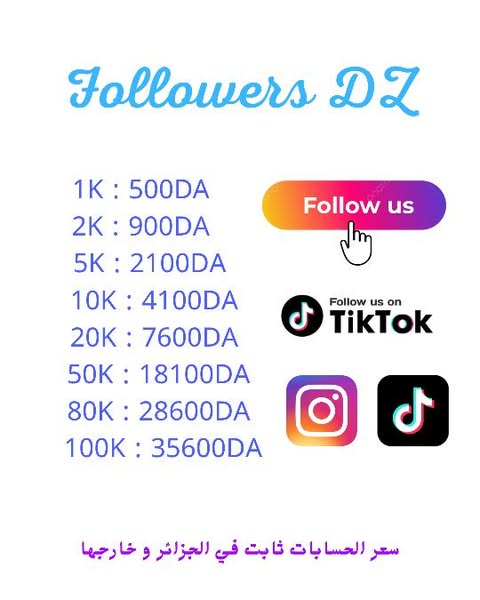 Followers DZ
1K : 500DA
2K : 900DA
5K : 2100DA
10K : 4100DA
20K : 7600DA
50K : 18100DA
80K : 28600DA
100K : 35600DA
Follow us
Follow us on
TikTok
سعر الحسابات ثابت في الجزائر و خارجها